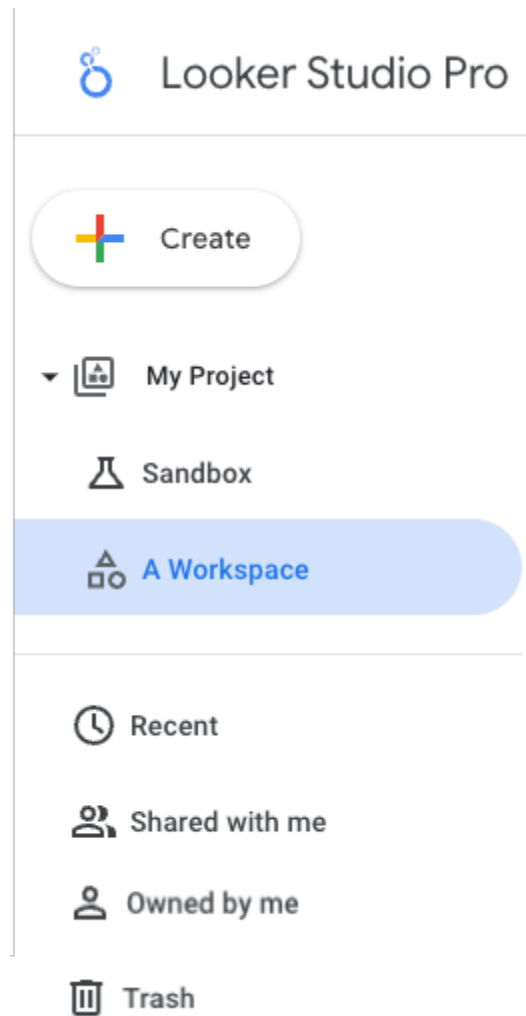 Looker Studio Pro
Create
My Project
Sandbox
A Workspace
Recent
Shared with me
Owned by me
Trash